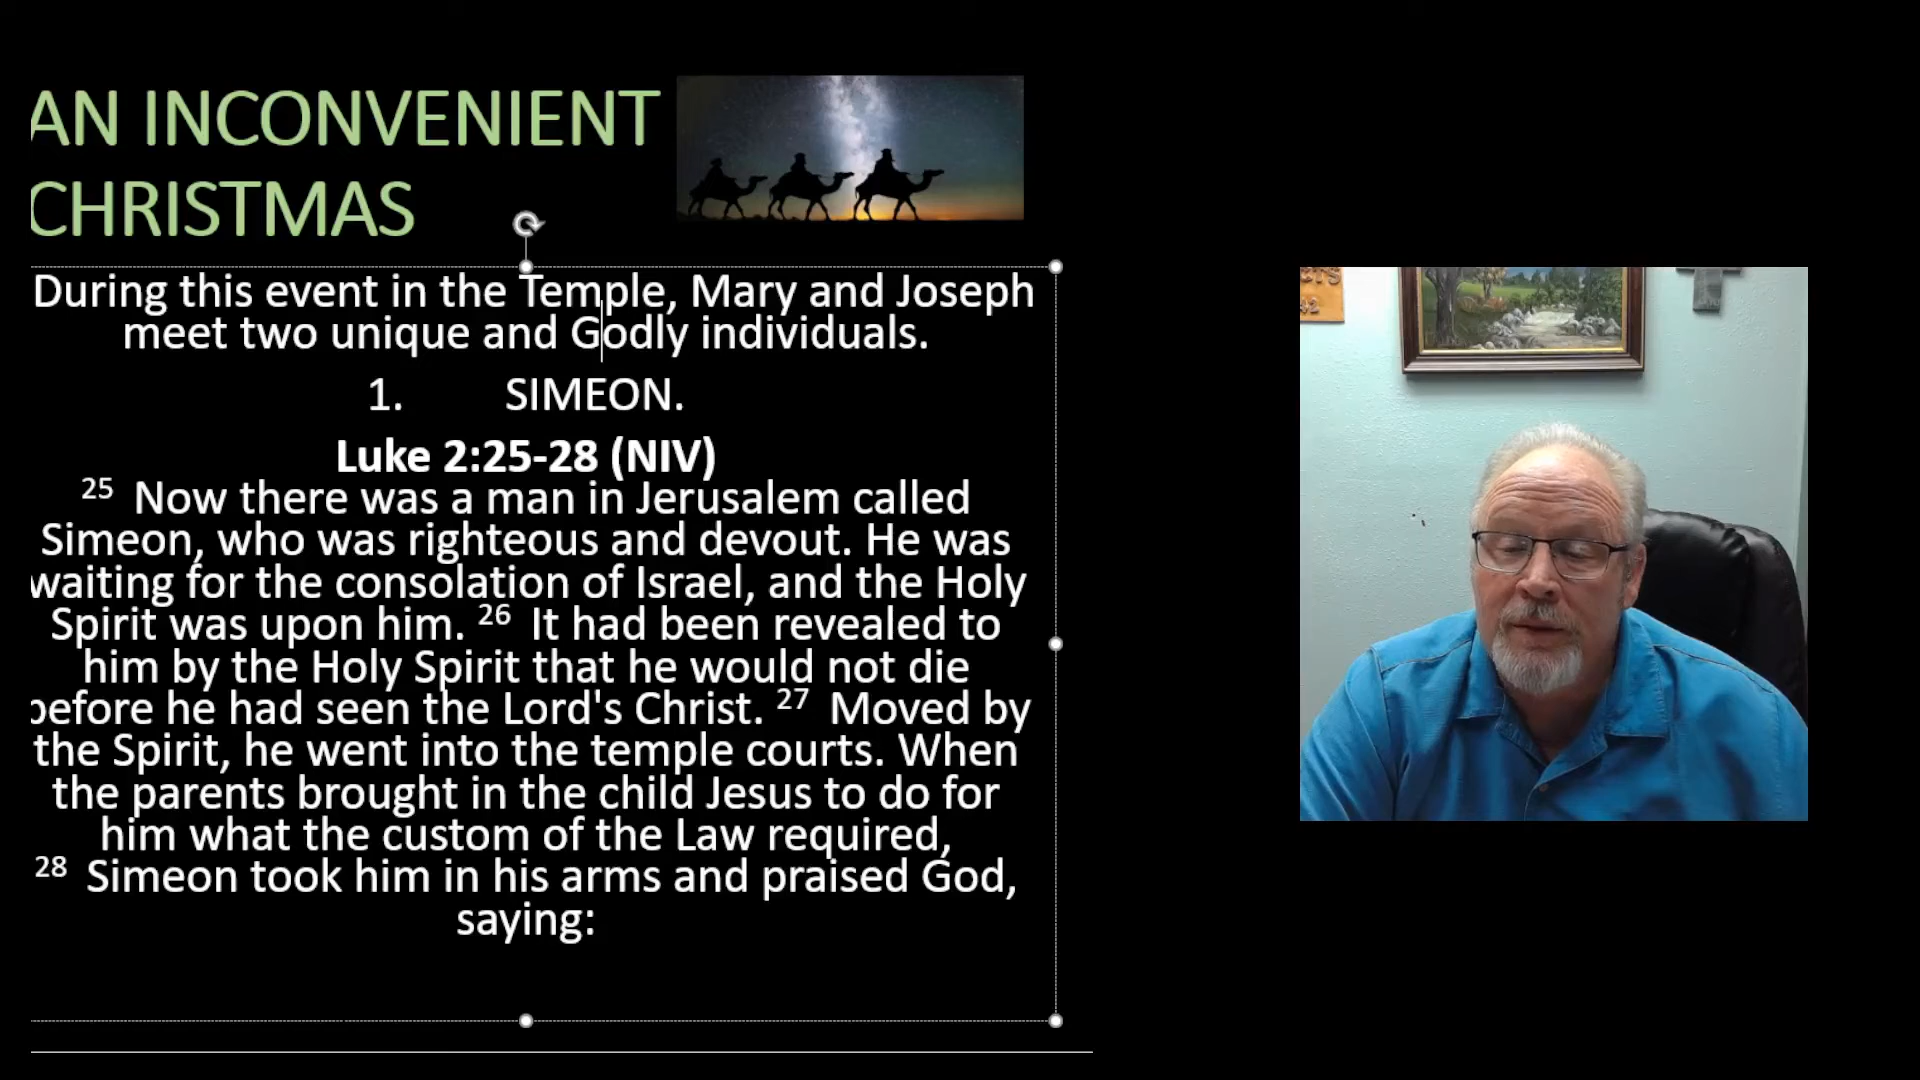 AN INCONVENIENT
CHRISTMAS
During this event in the Temple, Mary and Joseph
meet two unique and Godly individuals.
1. SIMEON.
Luke 2:25-28 (NIV)
25 Now there was a man in Jerusalem called
Simeon, who was righteous and devout. He was
waiting for the consolation of Israel, and the Holy
Spirit was upon him. 26 It had been revealed to
him by the Holy Spirit that he would not die
before he had seen the Lord's Christ. 27 Moved by
the Spirit, he went into the temple courts. When
the parents brought in the child Jesus to do for
him what the custom of the Law required,
28 Simeon took him in his arms and praised God,
saying: